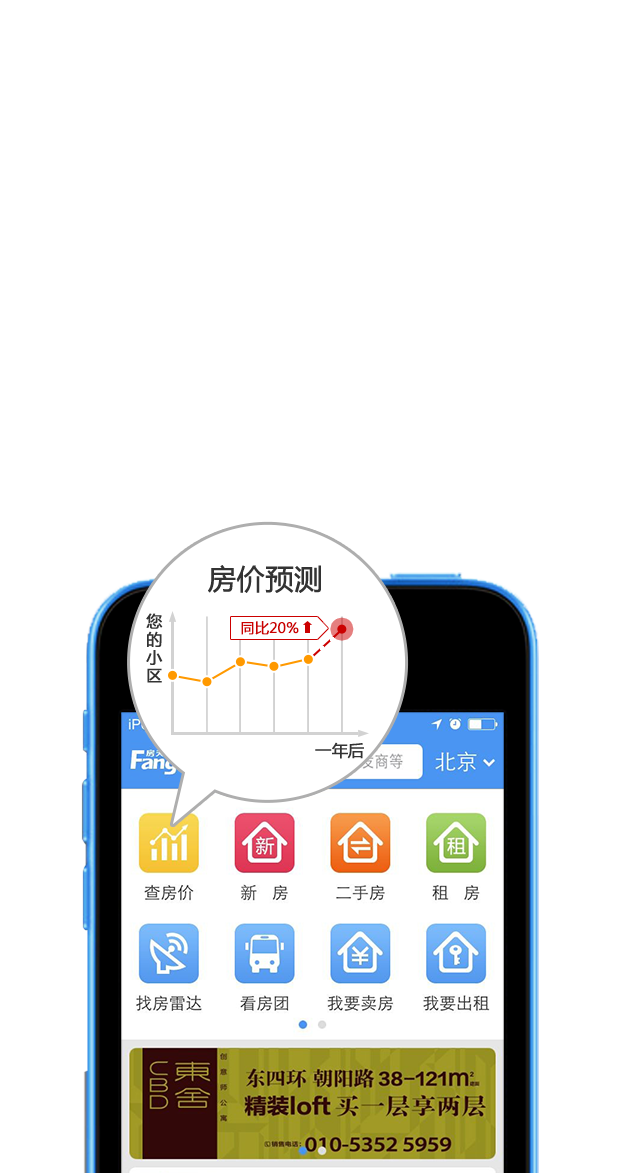 房价预测
您的小区
同比20%
一年后
iP
房天
Fang
发商等
北京
新
租
查房价
新 房
二手房
租 房
¥
找房雷达
看房团
我要卖房
我要出租
CBD
東舍
创意师公寓
东四环 朝阳路 38-121m²
精装loft 买一层享两层
销售电话: 010-5352 5959